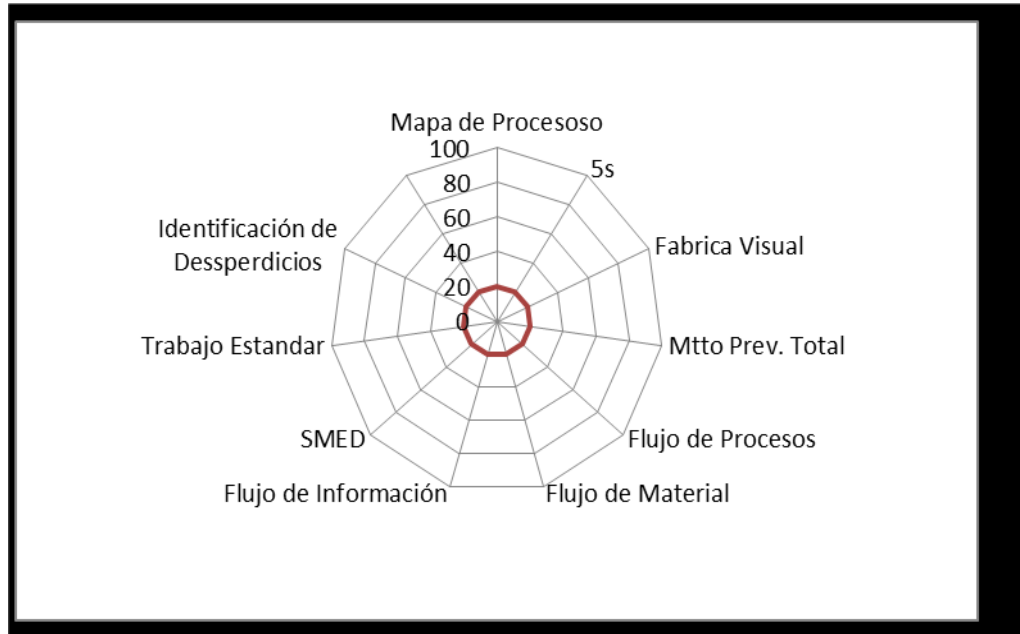 Mapa de Procesoso
100
80
60
40
20
0
5s
Fabrica Visual
Mtto Prev. Total
Flujo de Procesos
Flujo de Material
Flujo de Información
SMED
Trabajo Estandar
Identificación de
Dessperdicios